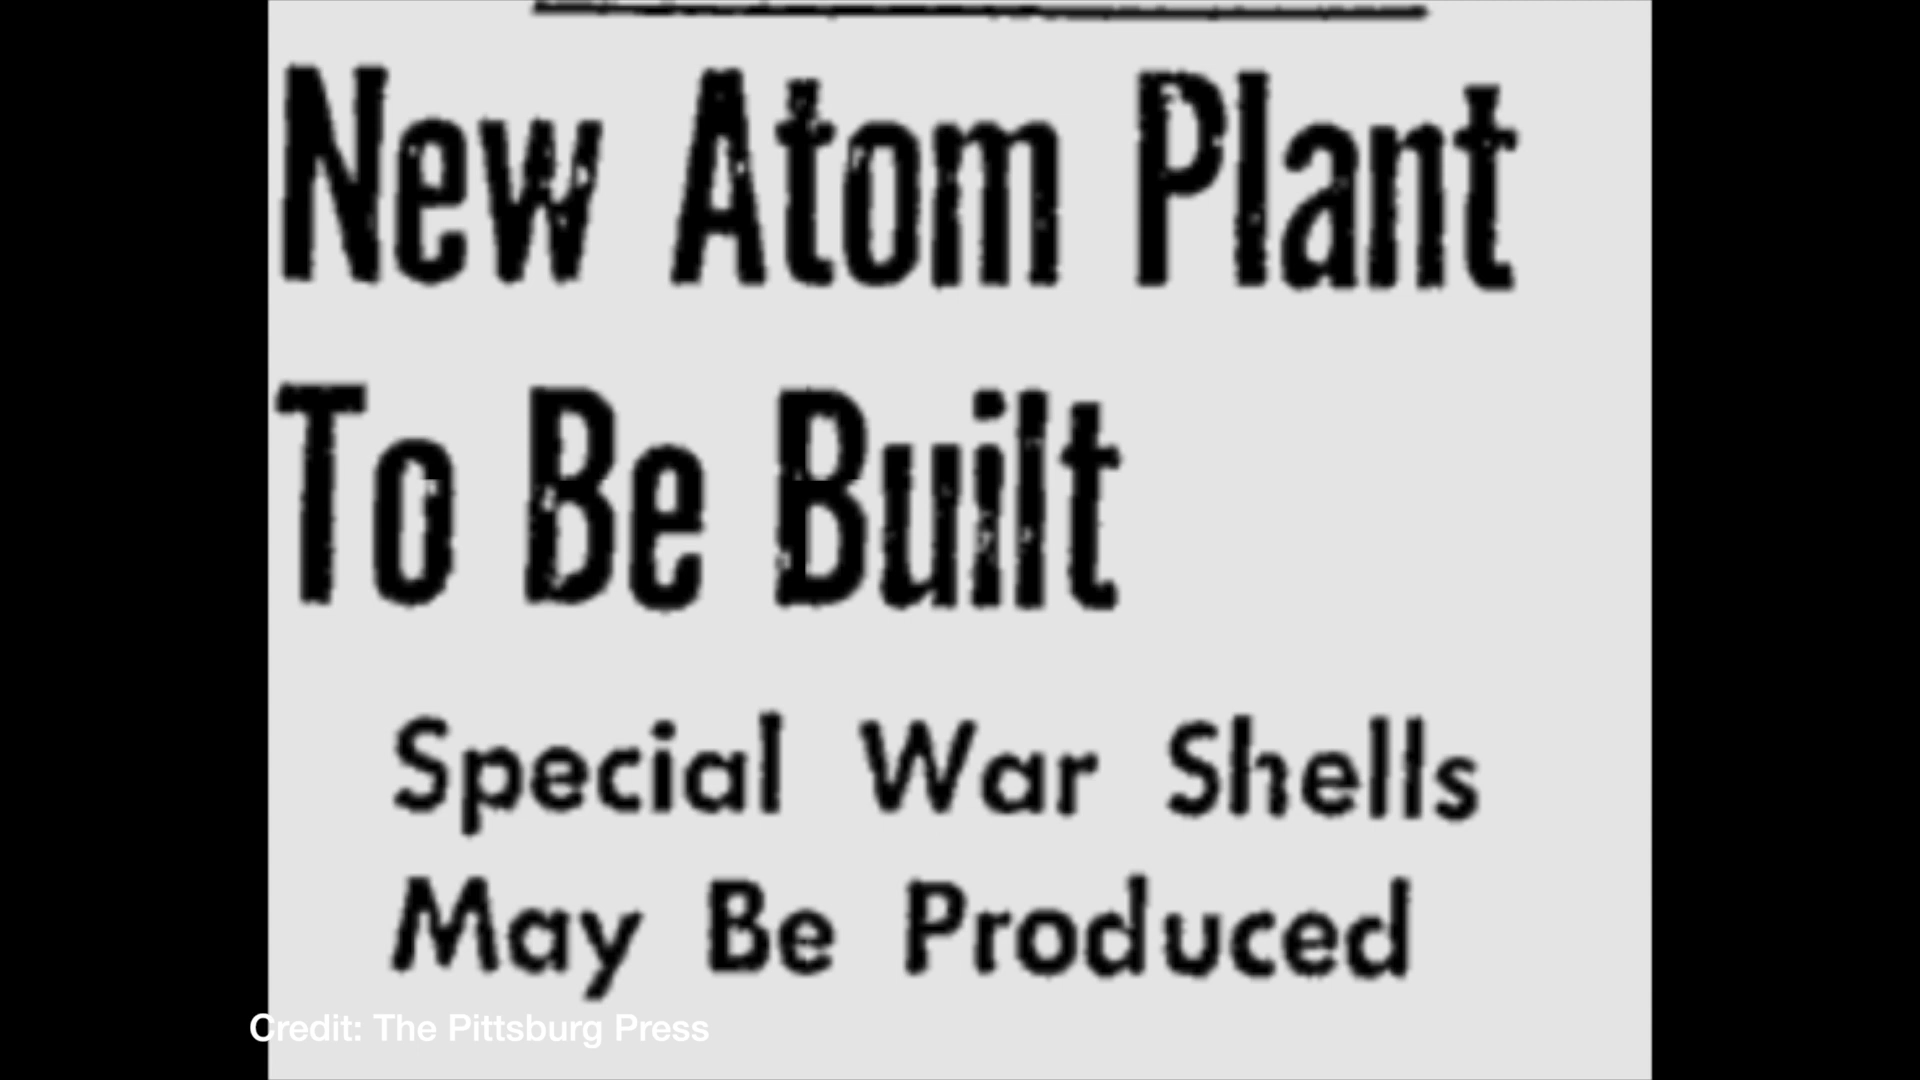 New Atom Plant
To Be Built
Special War Shells
May Be Produced
Credit: The Pittsburg Press